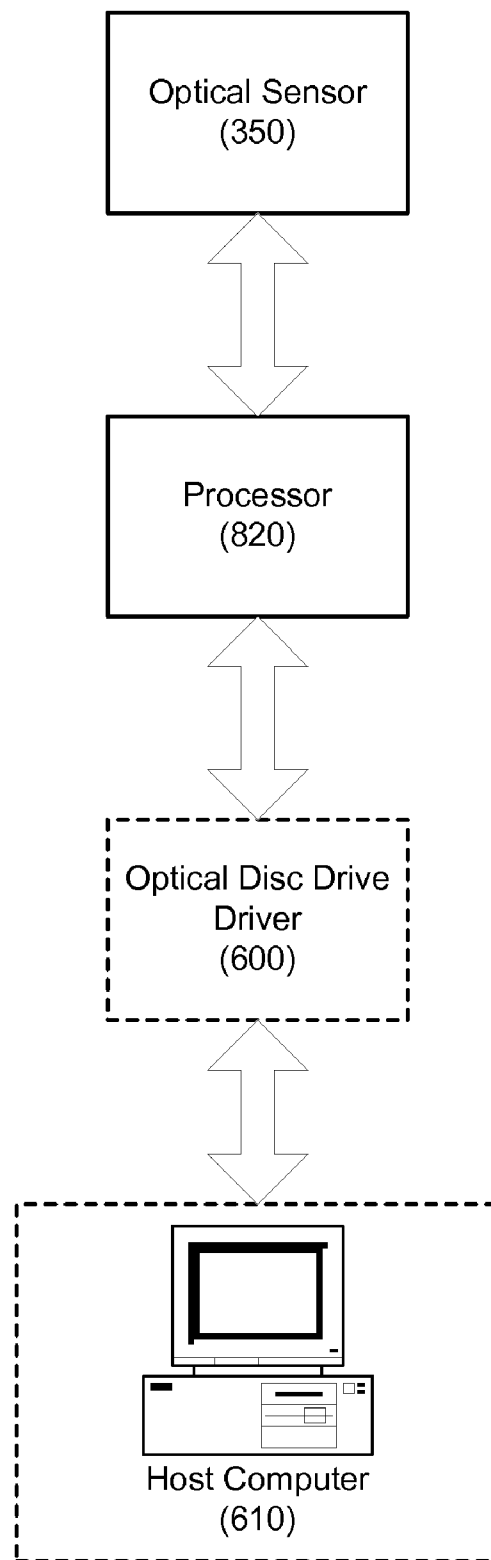 Optical Sensor
(350)
Processor
(820)
Optical Disc Drive
Driver
(600)
Host Computer
(610)